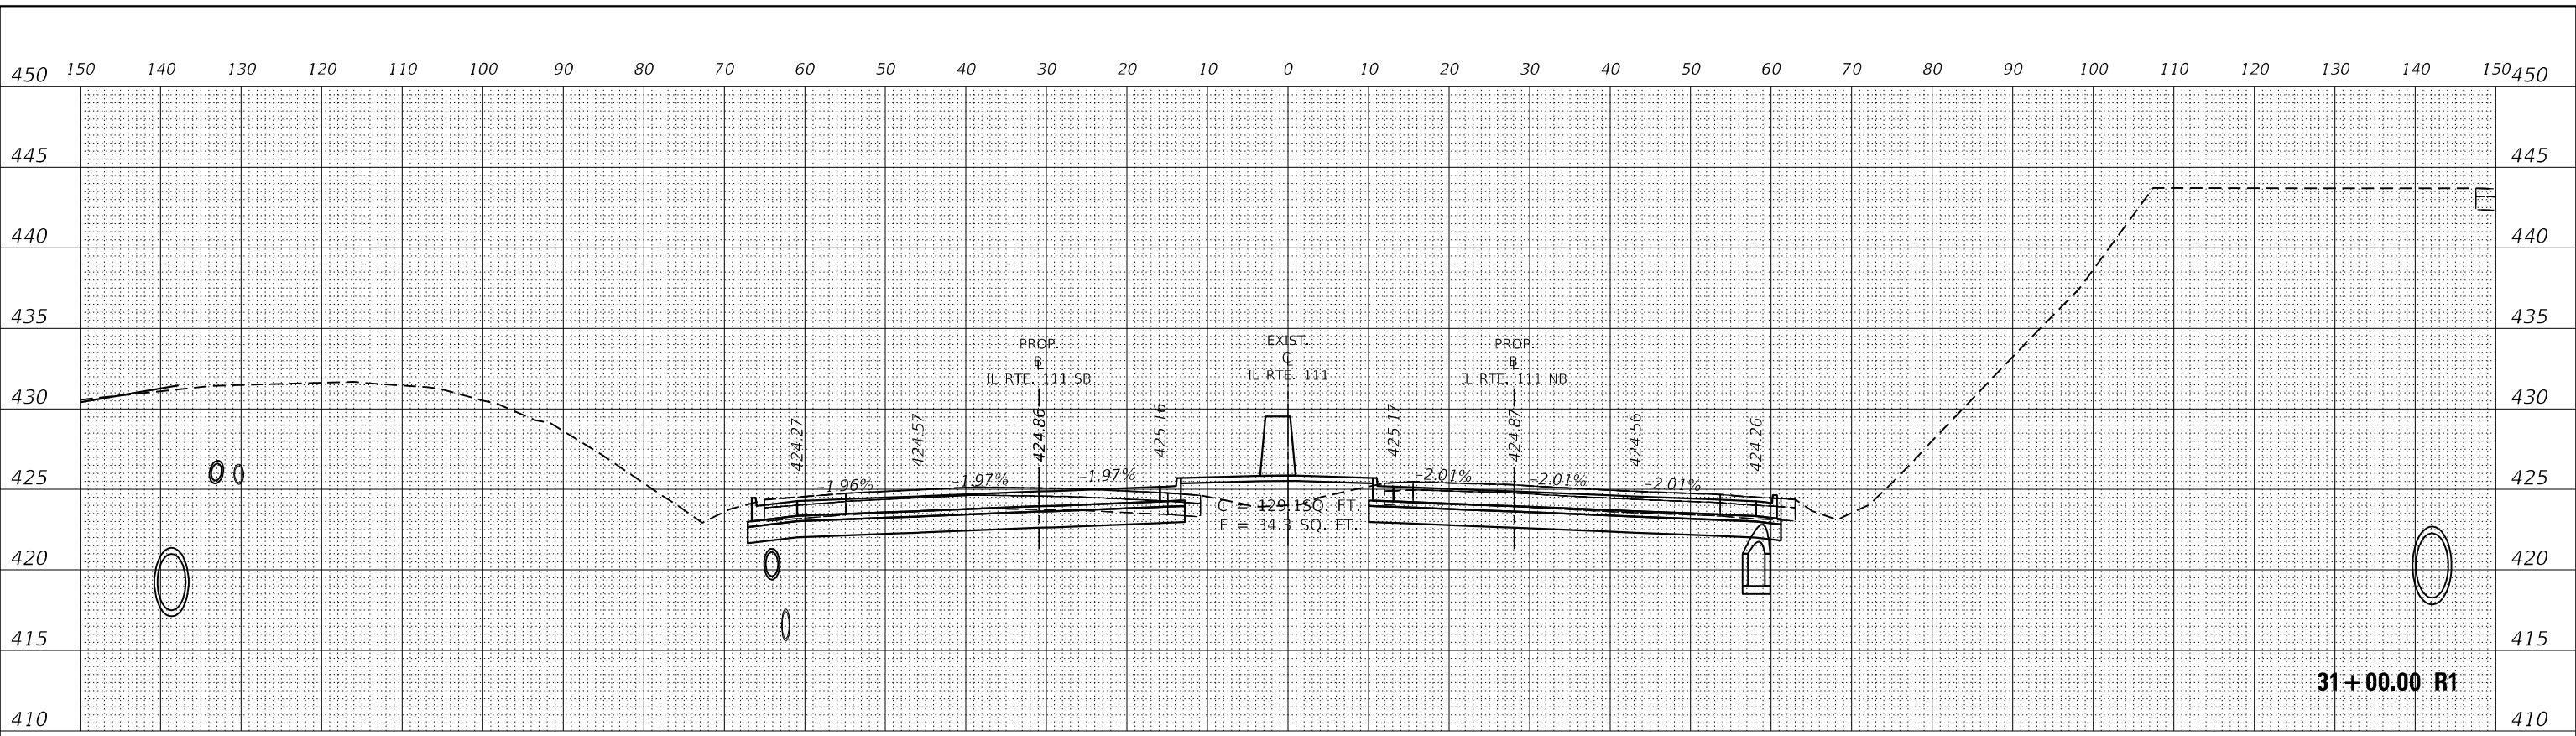 150 140 130 120 110 100 90 80 70 60 50 40 30 20 10 0 10 20 30 40 50 60 70 80 90 100 110 120 130 140 150
450 450
445 445
440 440
435 435
PROP. EXIST. PROP.
B C B
IL RTE. 111 SB IL RTE. 111 IL RTE. 111 NB
430 430
424.27 424.57 424.86 425.16 425.17 424.87 424.56 424.26
425 425
-1.96% -1.97% -1.97% -2.01% -2.01% -2.01%
C = 129.1SQ. FT.
F = 34.3 SQ. FT.
420 420
415 415
31+00.00 R1
410 410